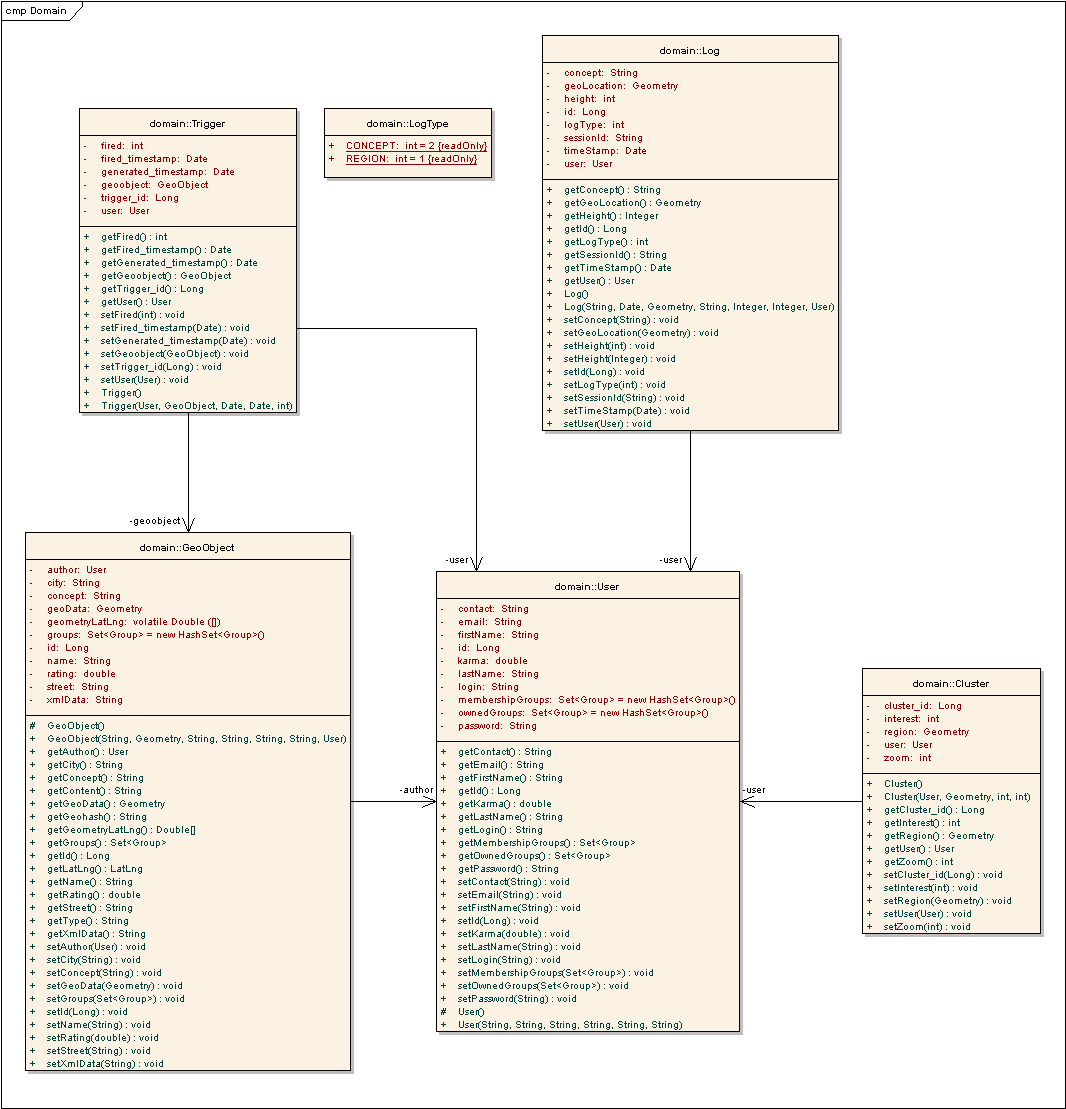 cmp Domain
domain::Trigger
- fired: int
- fired_timestamp: Date
- generated_timestamp: Date
- geoobject: GeoObject
- trigger_id: Long
- user: User
+ getFired() : int
+ getFired_timestamp() : Date
+ getGenerated_timestamp() : Date
+ getGeoobject() : GeoObject
+ getTrigger_id() : Long
+ getUser() : User
+ setFired(int) : void
+ setFired_timestamp(Date) : void
+ setGenerated_timestamp(Date) : void
+ setGeoobject(GeoObject) : void
+ setTrigger_id(Long) : void
+ setUser(User) : void
+ Trigger()
+ Trigger(User, GeoObject, Date, Date, int)
domain::LogType
+ CONCEPT: int = 2 {readOnly}
+ REGION: int = 1 {readOnly}
domain::Log
- concept: String
- geoLocation: Geometry
- height: int
- id: Long
- logType: int
- sessionId: String
- timeStamp: Date
- user: User
+ getConcept() : String
+ getGeoLocation() : Geometry
+ getHeight() : Integer
+ getId() : Long
+ getLogType() : int
+ getSessionId() : String
+ getTimeStamp() : Date
+ getUser() : User
+ Log()
+ Log(String, Date, Geometry, String, Integer, Integer, User)
+ setConcept(String) : void
+ setGeoLocation(Geometry) : void
+ setHeight(int) : void
+ setHeight(Integer) : void
+ setId(Long) : void
+ setLogType(int) : void
+ setSessionId(String) : void
+ setTimeStamp(Date) : void
+ setUser(User) : void
-geoobject
-user
-user
domain::GeoObject
- author: User
- city: String
- concept: String
- geoData: Geometry
- geometryLatLng: volatile Double ([])
- groups: Set<Group> = new HashSet<Group>()
- id: Long
- name: String
- rating: double
- street: String
- xmlData: String
# GeoObject()
+ GeoObject(String, Geometry, String, String, String, String, User)
+ getAuthor() : User
+ getCity() : String
+ getConcept() : String
+ getContent() : String
+ getGeoData() : Geometry
+ getGeohash() : String
+ getGeometryLatLng() : Double[]
+ getGroups() : Set<Group>
+ getId() : Long
+ getLatLng() : LatLng
+ getName() : String
+ getRating() : double
+ getStreet() : String
+ getType() : String
+ getXmlData() : String
+ setAuthor(User) : void
+ setCity(String) : void
+ setConcept(String) : void
+ setGeoData(Geometry) : void
+ setGroups(Set<Group>) : void
+ setId(Long) : void
+ setName(String) : void
+ setRating(double) : void
+ setStreet(String) : void
+ setXmlData(String) : void
-author
domain::User
- contact: String
- email: String
- firstName: String
- id: Long
- karma: double
- lastName: String
- login: String
- membershipGroups: Set<Group> = new HashSet<Group>()
- ownedGroups: Set<Group> = new HashSet<Group>()
- password: String
+ getContact() : String
+ getEmail() : String
+ getFirstName() : String
+ getId() : Long
+ getKarma() : double
+ getLastName() : String
+ getLogin() : String
+ getMembershipGroups() : Set<Group>
+ getOwnedGroups() : Set<Group>
+ getPassword() : String
+ setContact(String) : void
+ setEmail(String) : void
+ setFirstName(String) : void
+ setId(Long) : void
+ setKarma(double) : void
+ setLastName(String) : void
+ setLogin(String) : void
+ setMembershipGroups(Set<Group>) : void
+ setOwnedGroups(Set<Group>) : void
+ setPassword(String) : void
# User()
+ User(String, String, String, String, String, String)
-user
domain::Cluster
- cluster_id: Long
- interest: int
- region: Geometry
- user: User
- zoom: int
+ Cluster()
+ Cluster(User, Geometry, int, int)
+ getCluster_id() : Long
+ getInterest() : int
+ getRegion() : Geometry
+ getUser() : User
+ getZoom() : int
+ setCluster_id(Long) : void
+ setInterest(int) : void
+ setRegion(Geometry) : void
+ setUser(User) : void
+ setZoom(int) : void